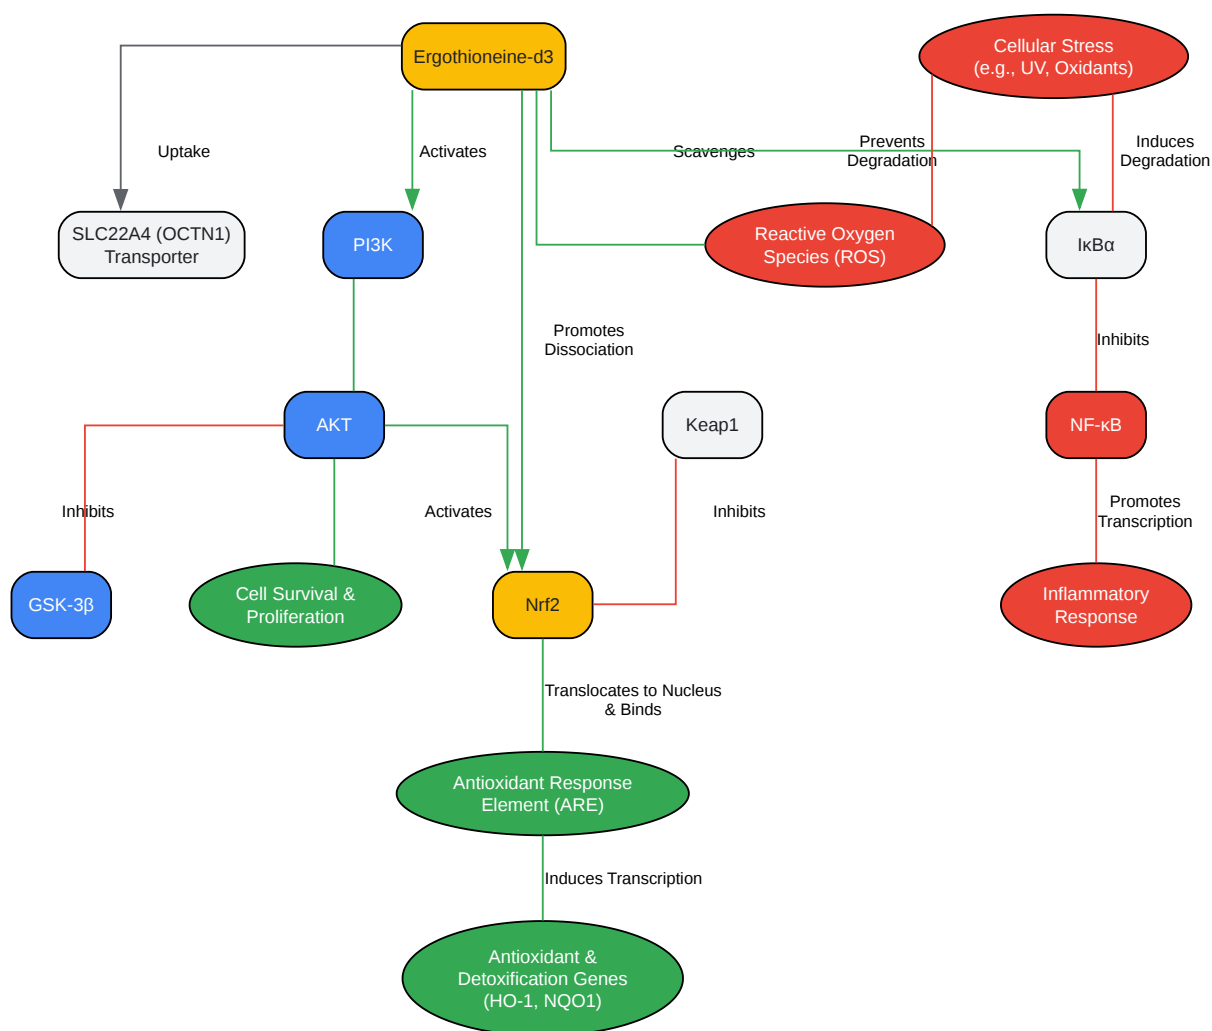 Ergothioneine-d3
Cellular Stress
(e.g., UV, Oxidants)
Uptake
Activates
Scavenges
Prevents
Degradation
Induces
Degradation
SLC22A4 (OCTN1)
Transporter
PI3K
Reactive Oxygen
Species (ROS)
IκBα
Promotes
Dissociation
Inhibits
AKT
Keap1
NF-κB
Inhibits
Activates
Inhibits
Promotes
Transcription
GSK-3β
Cell Survival &
Proliferation
Nrf2
Inflammatory
Response
Translocates to Nucleus
& Binds
Antioxidant Response
Element (ARE)
Induces Transcription
Antioxidant &
Detoxification Genes
(HO-1, NQO1)